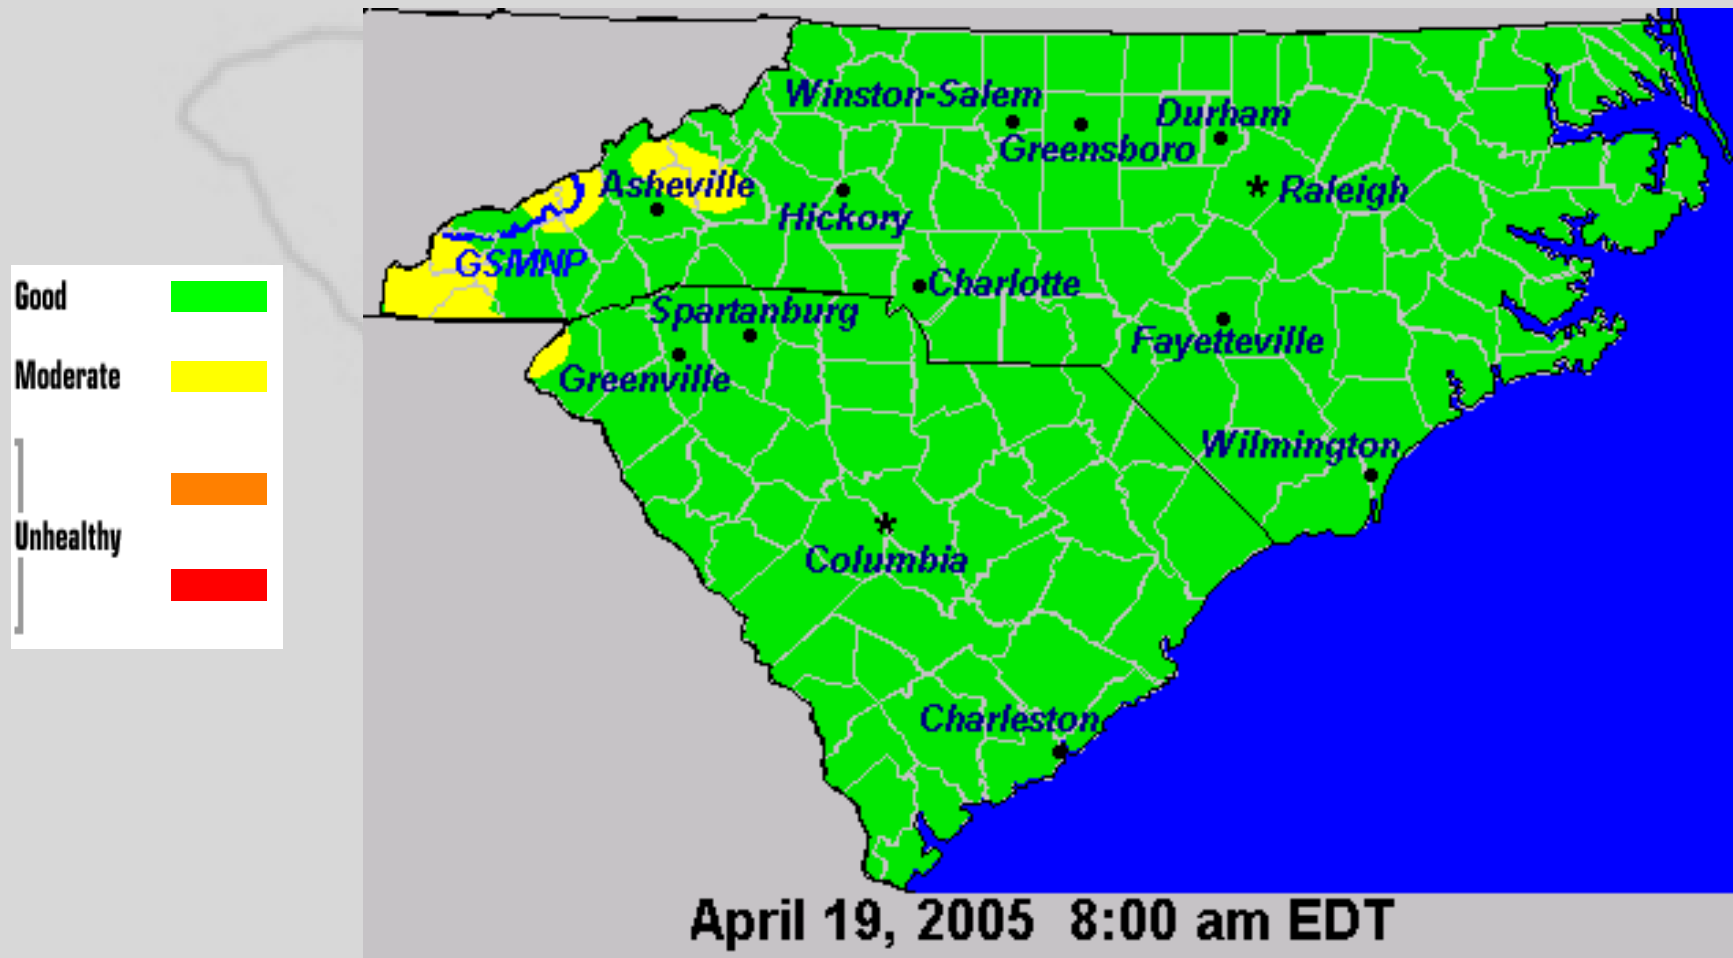 Good
Moderate
Unhealthy
Winston-Salem
Durham
Greensboro
Asheville
Raleigh
Hickory
GSMNP
Charlotte
Spartanburg
Fayetteville
Greenville
Wilmington
Columbia
Charleston
April 19, 2005 8:00 am EDT